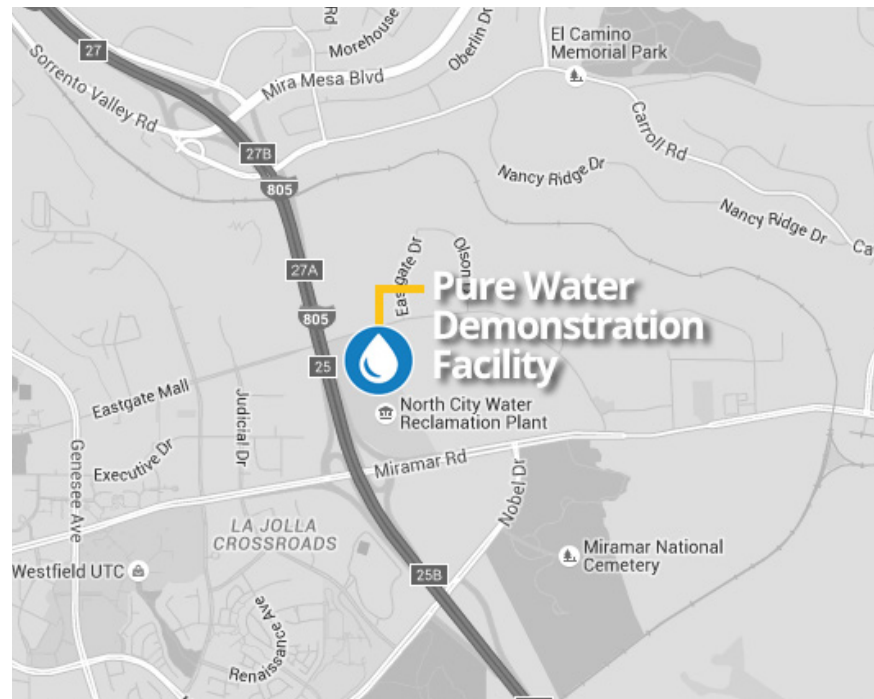 27
Rd
Morehouse
Oberlin Dr
El Camino
Memorial Park
Sorrento Valley Rd
Mira Mesa Blvd
Carroll Rd
27B
805
Nancy Ridge Dr
Nancy Ridge Dr
Ca
27A
Eastgate Dr
Olson
805
Pure Water
Demonstration
Facility
25
Eastgate Mall
Judicial Dr
North City Water
Reclamation Plant
Genesee Ave
Executive Dr
Miramar Rd
Nobel Dr
LA JOLLA
CROSSROADS
Miramar National
Cemetery
Westfield UTC
25B
Renaissance Ave
Rd